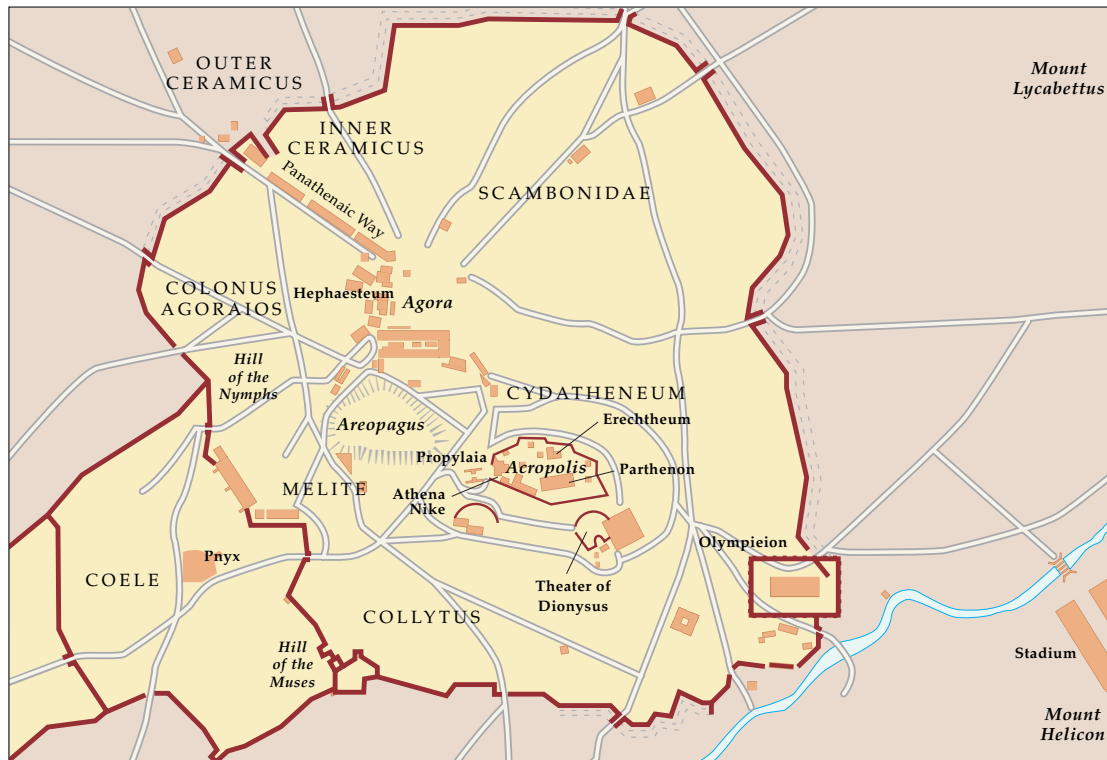 OUTER
CERAMICUS
Mount
Lycabettus
INNER
CERAMICUS
Panathenaic Way
SCAMBONIDAE
COLONUS
AGORAIOS
Hephaesteum
Agora
Hill
of the
Nymphs
CYDATHENEUM
Erechtheum
Areopagus
Propylaia
Acropolis
Parthenon
MELITE
Athena
Nike
Olympieion
Pnyx
COELE
Theater of
Dionysus
COLLYTUS
Hill
of the
Muses
Stadium
Mount
Helicon